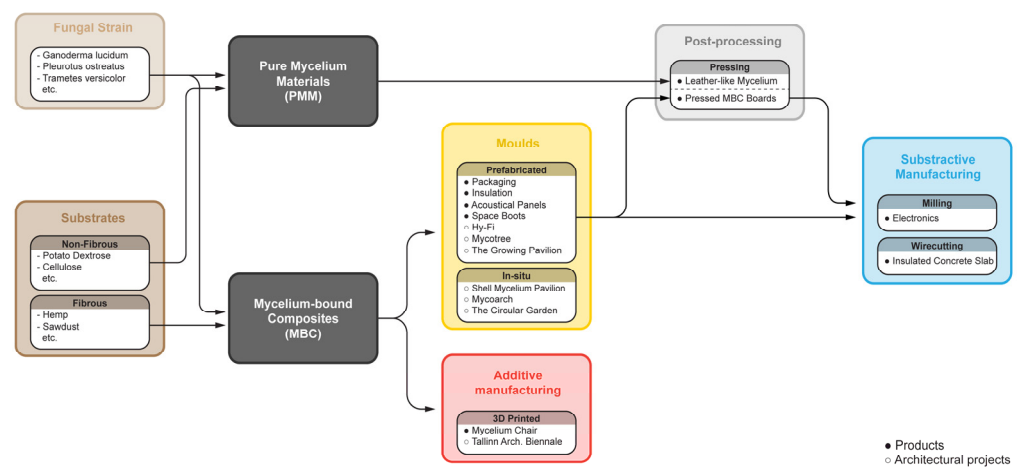 Fungal Strain
- Ganoderma lucidum
- Pleurotus ostreatus
- Trametes versicolor
etc.
Substrates
Non-Fibrous
- Potato Dextrose
- Cellulose
etc.
Fibrous
- Hemp
- Sawdust
etc.
Pure Mycelium
Materials
(PMM)
Mycelium-bound
Composites
(MBC)
Moulds
Prefabricated
● Packaging
● Insulation
● Acoustical Panels
● Space Boots
○ Hy-Fi
○ Mycotree
○ The Growing Pavilion
In-situ
○ Shell Mycelium Pavilion
○ Mycoarch
○ The Circular Garden
Additive
manufacturing
3D Printed
● Mycelium Chair
○ Tallinn Arch. Biennale
Post-processing
Pressing
● Leather-like Mycelium
● Pressed MBC Boards
Substractive
Manufacturing
Milling
● Electronics
Wirecutting
● Insulated Concrete Slab
● Products
○ Architectural projects